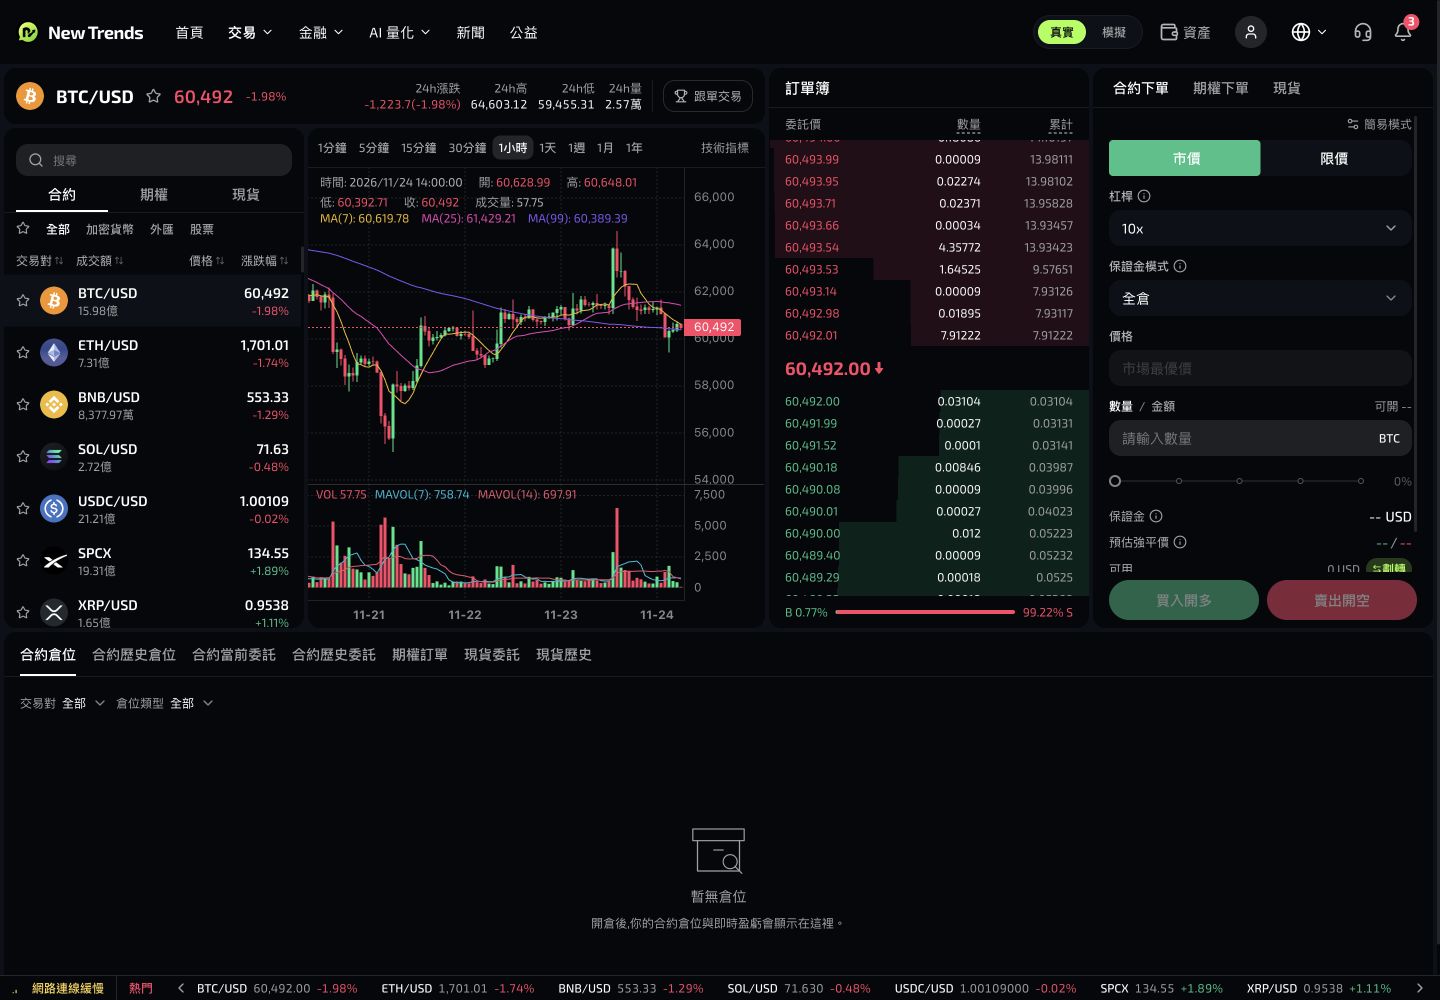 New Trends 首頁 交易 金融 AI 量化 新聞 公益 真實 模擬 資產 3
BTC/USD 60,492 -1.98%
24h漲跌 24h高 24h低 24h量
-1,223.7(-1.98%) 64,603.12 59,455.31 2.57萬
跟單交易
搜尋
合約 期權 現貨
全部 加密貨幣 外匯 股票
交易對 成交額 價格 漲跌幅
BTC/USD 60,492
15.98億 -1.98%
ETH/USD 1,701.01
7.31億 -1.74%
BNB/USD 553.33
8,377.97萬 -1.29%
SOL/USD 71.63
2.72億 -0.48%
USDC/USD 1.00109
21.21億 -0.02%
SPCX 134.55
19.31億 +1.89%
XRP/USD 0.9538
1.65億 +1.11%
1分鐘 5分鐘 15分鐘 30分鐘 1小時 1天 1週 1月 1年 技術指標
時間: 2026/11/24 14:00:00 開: 60,628.99 高: 60,648.01
低: 60,392.71 收: 60,492 成交量: 57.75
MA(7): 60,619.78 MA(25): 61,429.21 MA(99): 60,389.39
66,000
64,000
62,000
60,492
60,000
58,000
56,000
54,000
VOL 57.75 MAVOL(7): 758.74 MAVOL(14): 697.91
7,500
5,000
2,500
0
11-21 11-22 11-23 11-24
訂單簿
委託價 數量 累計
60,493.99 0.00009 13.98111
60,493.95 0.02274 13.98102
60,493.71 0.02371 13.95828
60,493.66 0.00034 13.93457
60,493.54 4.35772 13.93423
60,493.53 1.64525 9.57651
60,493.14 0.00009 7.93126
60,492.98 0.01895 7.93117
60,492.01 7.91222 7.91222
60,492.00
60,492.00 0.03104 0.03104
60,491.99 0.00027 0.03131
60,491.52 0.0001 0.03141
60,490.18 0.00846 0.03987
60,490.08 0.00009 0.03996
60,490.01 0.00027 0.04023
60,490.00 0.012 0.05223
60,489.40 0.00009 0.05232
60,489.29 0.00018 0.0525
B 0.77% 99.22% S
合約下單 期權下單 現貨
簡易模式
市價 限價
槓桿
10x
保證金模式
全倉
價格
市場最優價
數量 / 金額 可開 --
請輸入數量 BTC
0%
保證金 -- USD
預估強平價 -- / --
可用 0 USD 劃轉
買入開多 賣出開空
合約倉位 合約歷史倉位 合約當前委託 合約歷史委託 期權訂單 現貨委託 現貨歷史
交易對 全部 倉位類型 全部
暫無倉位
開倉後,你的合約倉位與即時盈虧會顯示在這裡。
網路連線緩慢 熱門 BTC/USD 60,492.00 -1.98% ETH/USD 1,701.01 -1.74% BNB/USD 553.33 -1.29% SOL/USD 71.630 -0.48% USDC/USD 1.00109000 -0.02% SPCX 134.55 +1.89% XRP/USD 0.9538 +1.11%